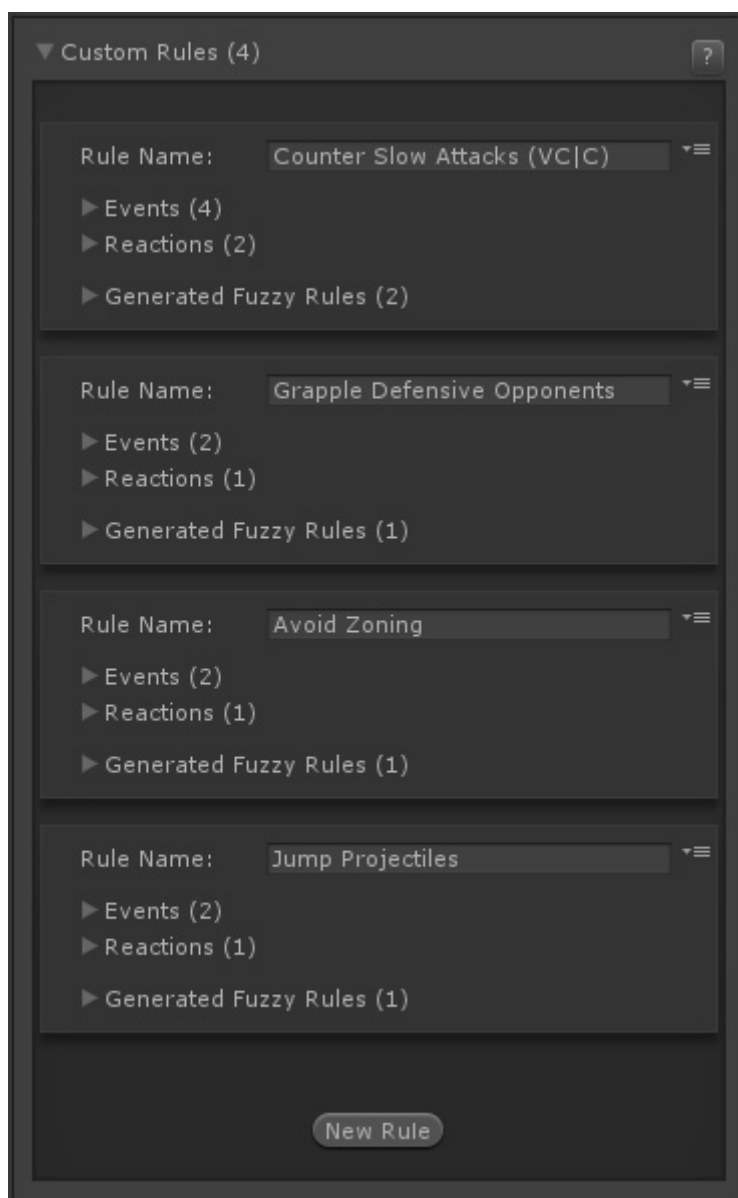 Custom Rules (4)
?
Rule Name: Counter Slow Attacks (VC|C)
Events (4)
Reactions (2)
Generated Fuzzy Rules (2)
Rule Name: Grapple Defensive Opponents
Events (2)
Reactions (1)
Generated Fuzzy Rules (1)
Rule Name: Avoid Zoning
Events (2)
Reactions (1)
Generated Fuzzy Rules (1)
Rule Name: Jump Projectiles
Events (2)
Reactions (1)
Generated Fuzzy Rules (1)
New Rule